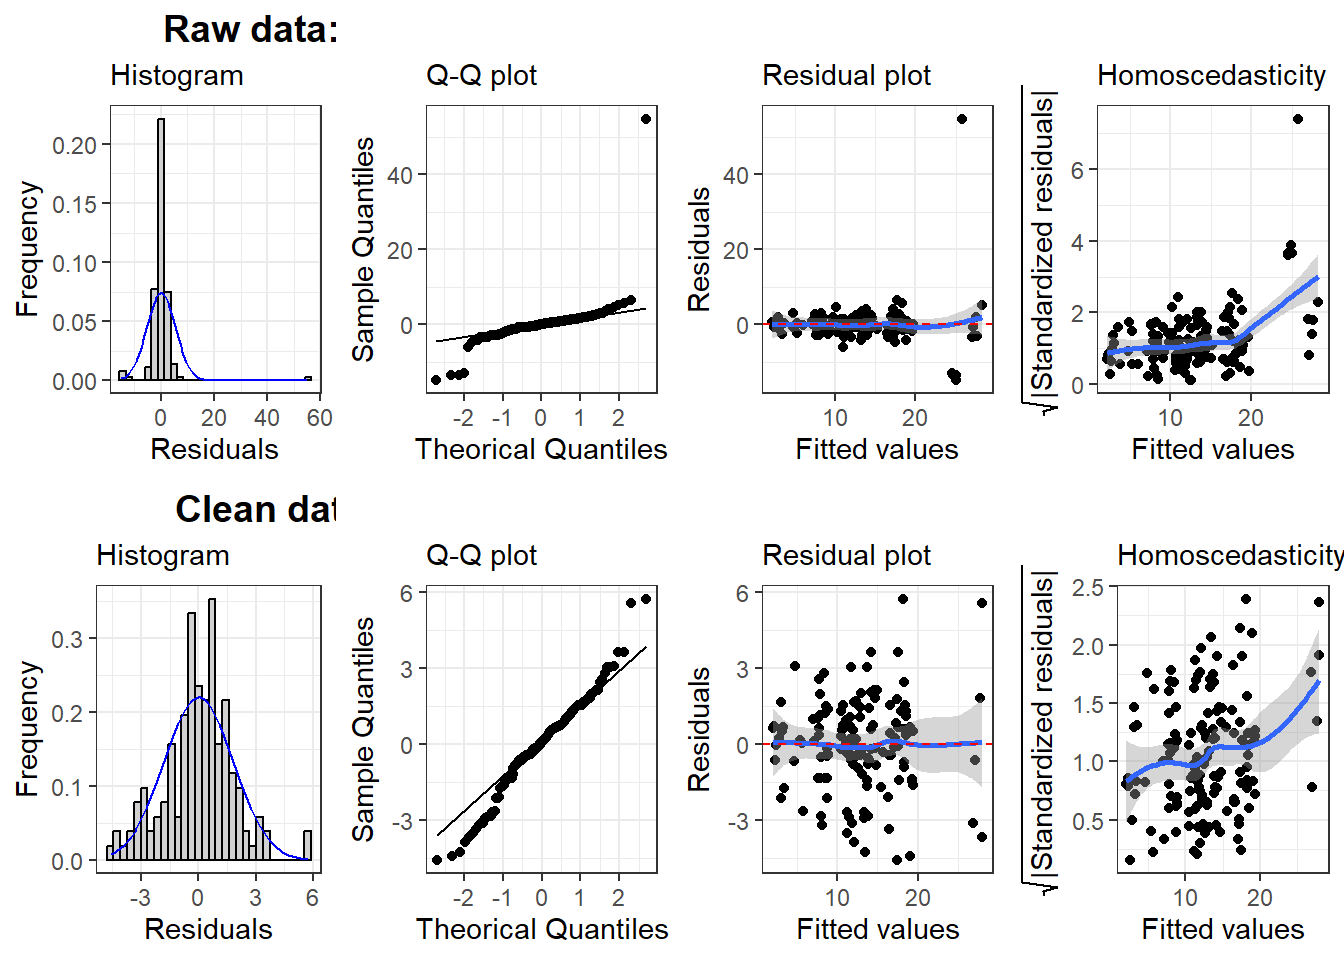 Raw data:
Histogram
Q-Q plot
Residual plot
Homoscedasticity
Frequency
0.20
0.15
0.10
0.05
0.00
0 20 40 60
Residuals
Sample Quantiles
40
20
0
-2 -1 0 1 2
Theorical Quantiles
Residuals
40
20
0
10 20
Fitted values
√|Standardized residuals|
6
4
2
0
10 20
Fitted values
Clean dat
Histogram
Q-Q plot
Residual plot
Homoscedasticity
Frequency
0.3
0.2
0.1
0.0
-3 0 3 6
Residuals
Sample Quantiles
6
3
0
-3
-2 -1 0 1 2
Theorical Quantiles
Residuals
6
3
0
-3
10 20
Fitted values
√|Standardized residuals|
2.5
2.0
1.5
1.0
0.5
10 20
Fitted values